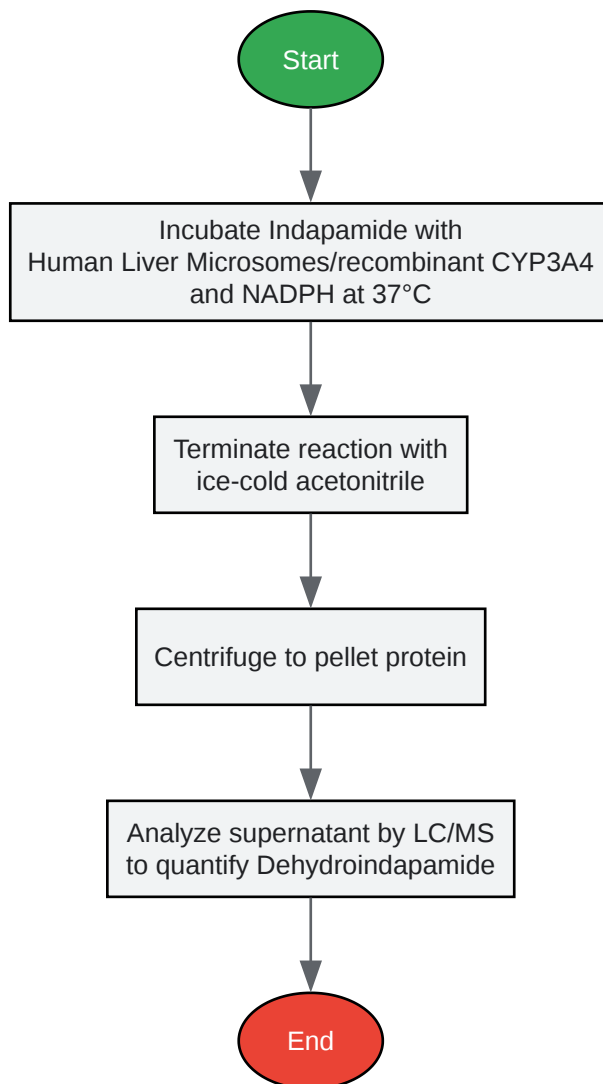 Start
Incubate Indapamide with
Human Liver Microsomes/recombinant CYP3A4
and NADPH at 37°C
Terminate reaction with
ice-cold acetonitrile
Centrifuge to pellet protein
Analyze supernatant by LC/MS
to quantify Dehydroindapamide
End